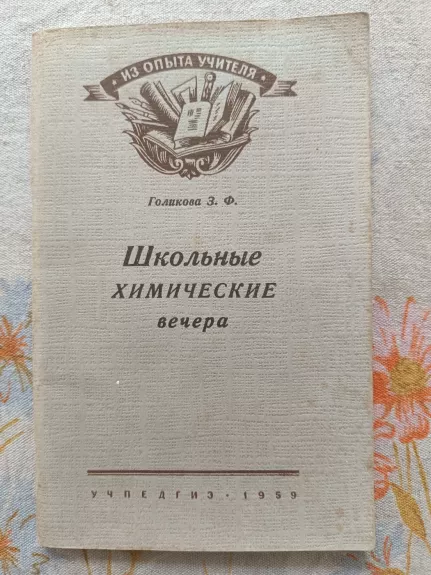 ИЗ ОПЫТА УЧИТЕЛЯ
Голикова З. Ф.
Школьные
ХИМИЧЕСКИЕ
вечера
УЧПЕДГИЗ · 1959